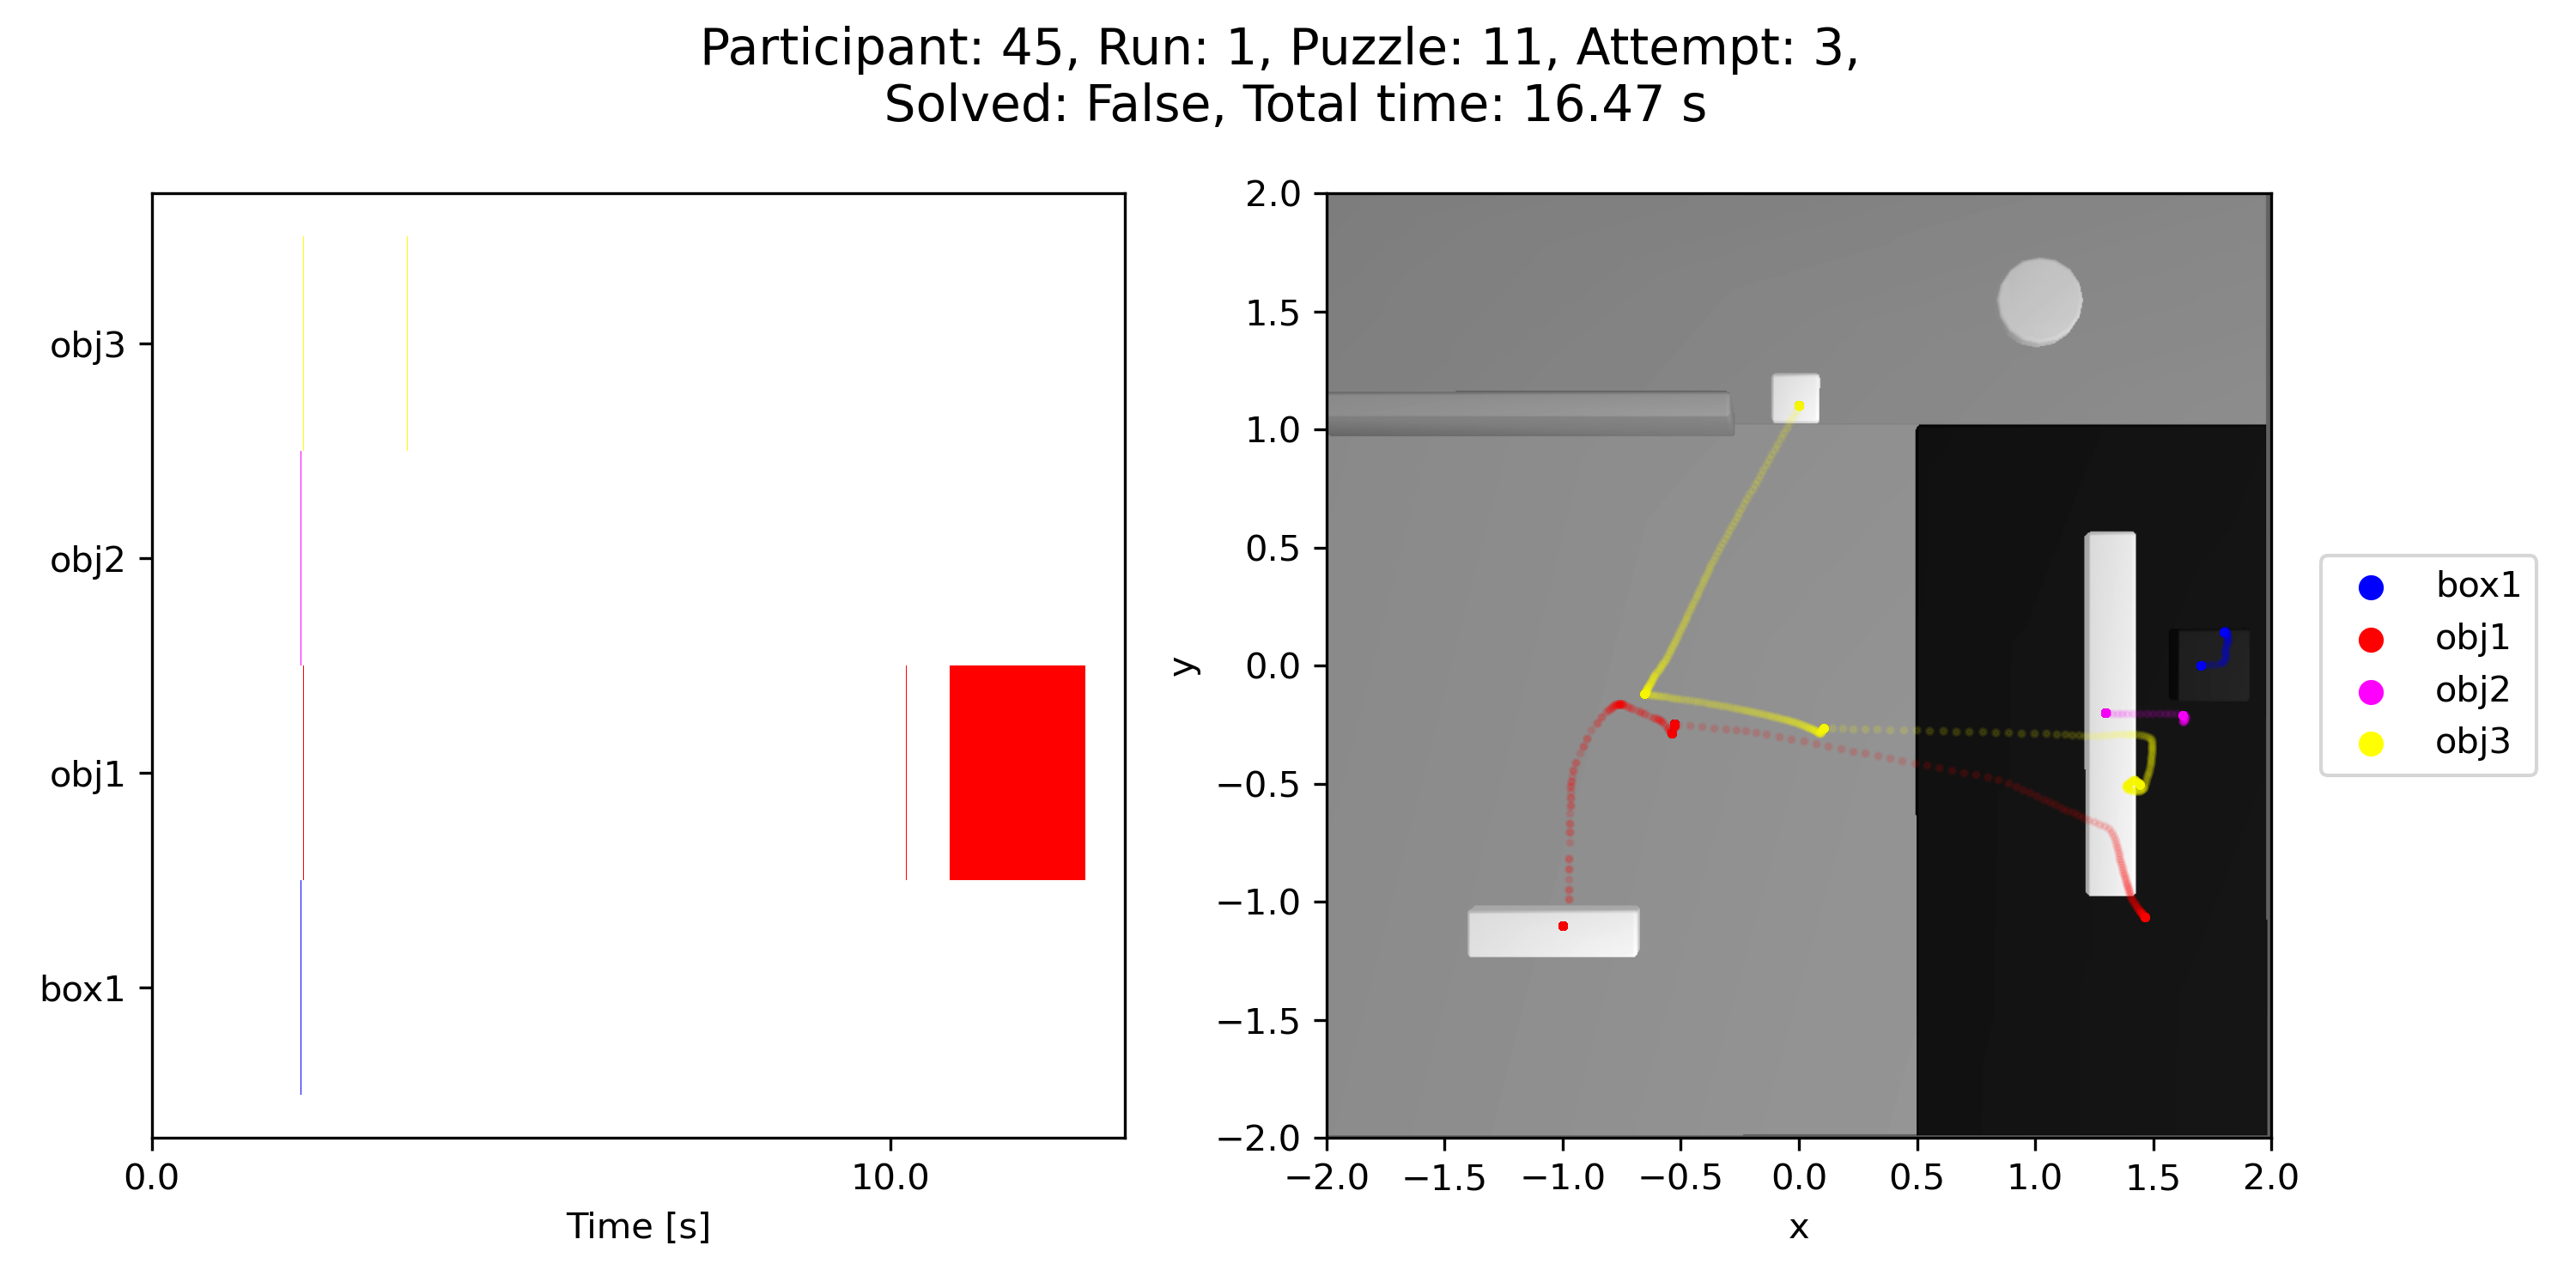 Participant: 45, Run: 1, Puzzle: 11, Attempt: 3,
Solved: False, Total time: 16.47 s
obj3
obj2
obj1
box1
0.0
10.0
Time [s]
2.0
1.5
1.0
0.5
0.0
−0.5
−1.0
−1.5
−2.0
y
−2.0
−1.5
−1.0
−0.5
0.0
0.5
1.0
1.5
2.0
x
box1
obj1
obj2
obj3